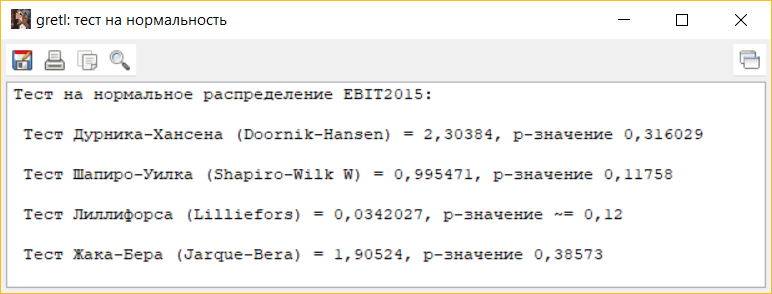 gretl: тест на нормальность
Тест на нормальное распределение EBIT2015:
Тест Дурника-Хансена (Doornik-Hansen) = 2,30384, p-значение 0,316029
Тест Шапиро-Уилка (Shapiro-Wilk W) = 0,995471, p-значение 0,11758
Тест Лиллифорса (Lilliefors) = 0,0342027, p-значение ~= 0,12
Тест Жака-Бера (Jarque-Bera) = 1,90524, p-значение 0,38573